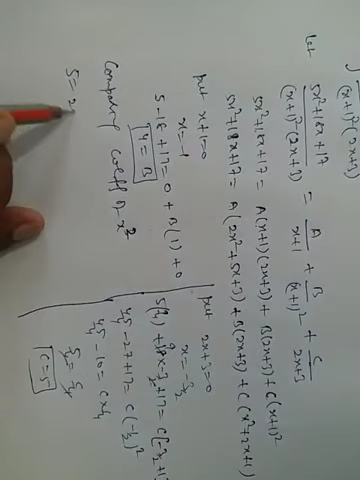 ∫ / (x+1)²(2x+3)
let 5x²+18x+17 / (x+1)²(2x+3) = A/x+1 + B/(x+1)² + C/2x+3
5x²+18x+17 = A(x+1)(2x+3) + B(2x+3) + C(x+1)²
5x²+18x+17 = A(2x²+5x+3) + B(2x+3) + C(x²+2x+1)
put x+1=0
x=-1
5-18+17 = 0 + B(1) + 0
4 = B
Comparing coeff of x²
5 = 2
put 2x+3=0
x = -3/2
5(9/4) + 18x-3/2 + 17 = C(-3/2+1)
45/4 - 27 + 17 = C(-1/2)²
45/4 - 10 = C x 1/4
5/4 = C/4
C = 5